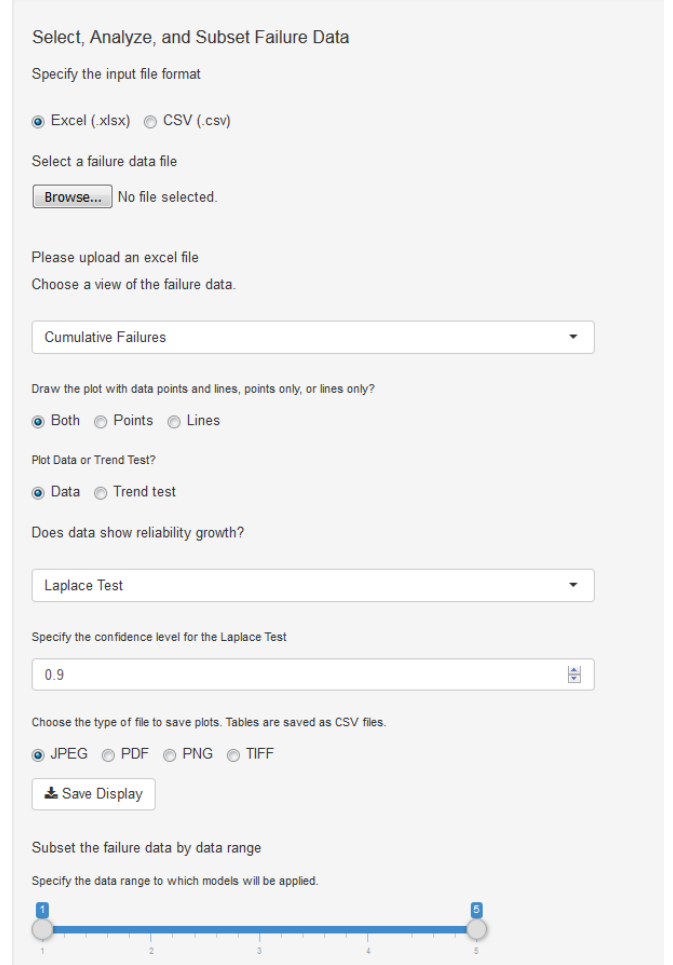 Select, Analyze, and Subset Failure Data
Specify the input file format
Excel (.xlsx) CSV (.csv)
Select a failure data file
Browse... No file selected.
Please upload an excel file
Choose a view of the failure data.
Cumulative Failures
Draw the plot with data points and lines, points only, or lines only?
Both Points Lines
Plot Data or Trend Test?
Data Trend test
Does data show reliability growth?
Laplace Test
Specify the confidence level for the Laplace Test
0.9
Choose the type of file to save plots. Tables are saved as CSV files.
JPEG PDF PNG TIFF
Save Display
Subset the failure data by data range
Specify the data range to which models will be applied.
1 5
1 2 3 4 5